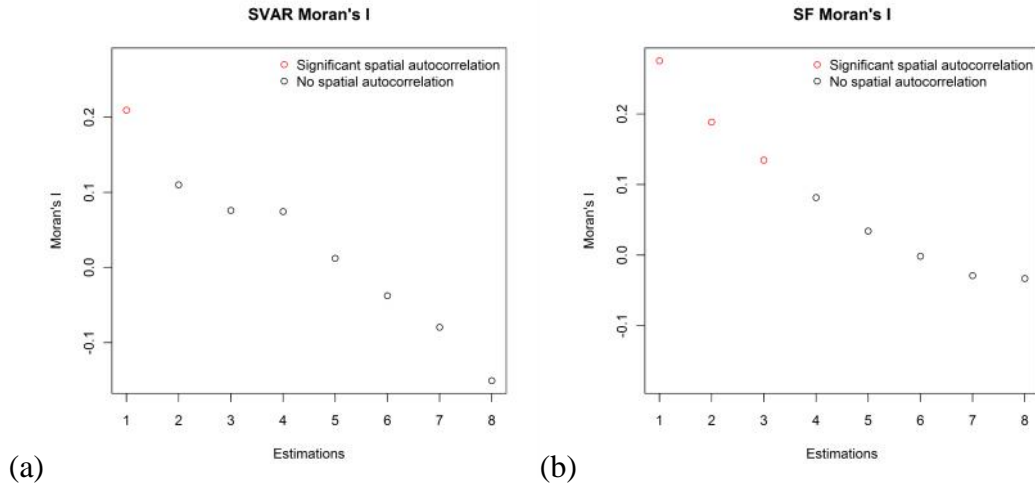 SVAR Moran's I
Significant spatial autocorrelation
No spatial autocorrelation
Moran's I
0.2
0.1
0.0
-0.1
1 2 3 4 5 6 7 8
Estimations
(a)
SF Moran's I
Significant spatial autocorrelation
No spatial autocorrelation
Moran's I
0.2
0.1
0.0
-0.1
1 2 3 4 5 6 7 8
Estimations
(b)